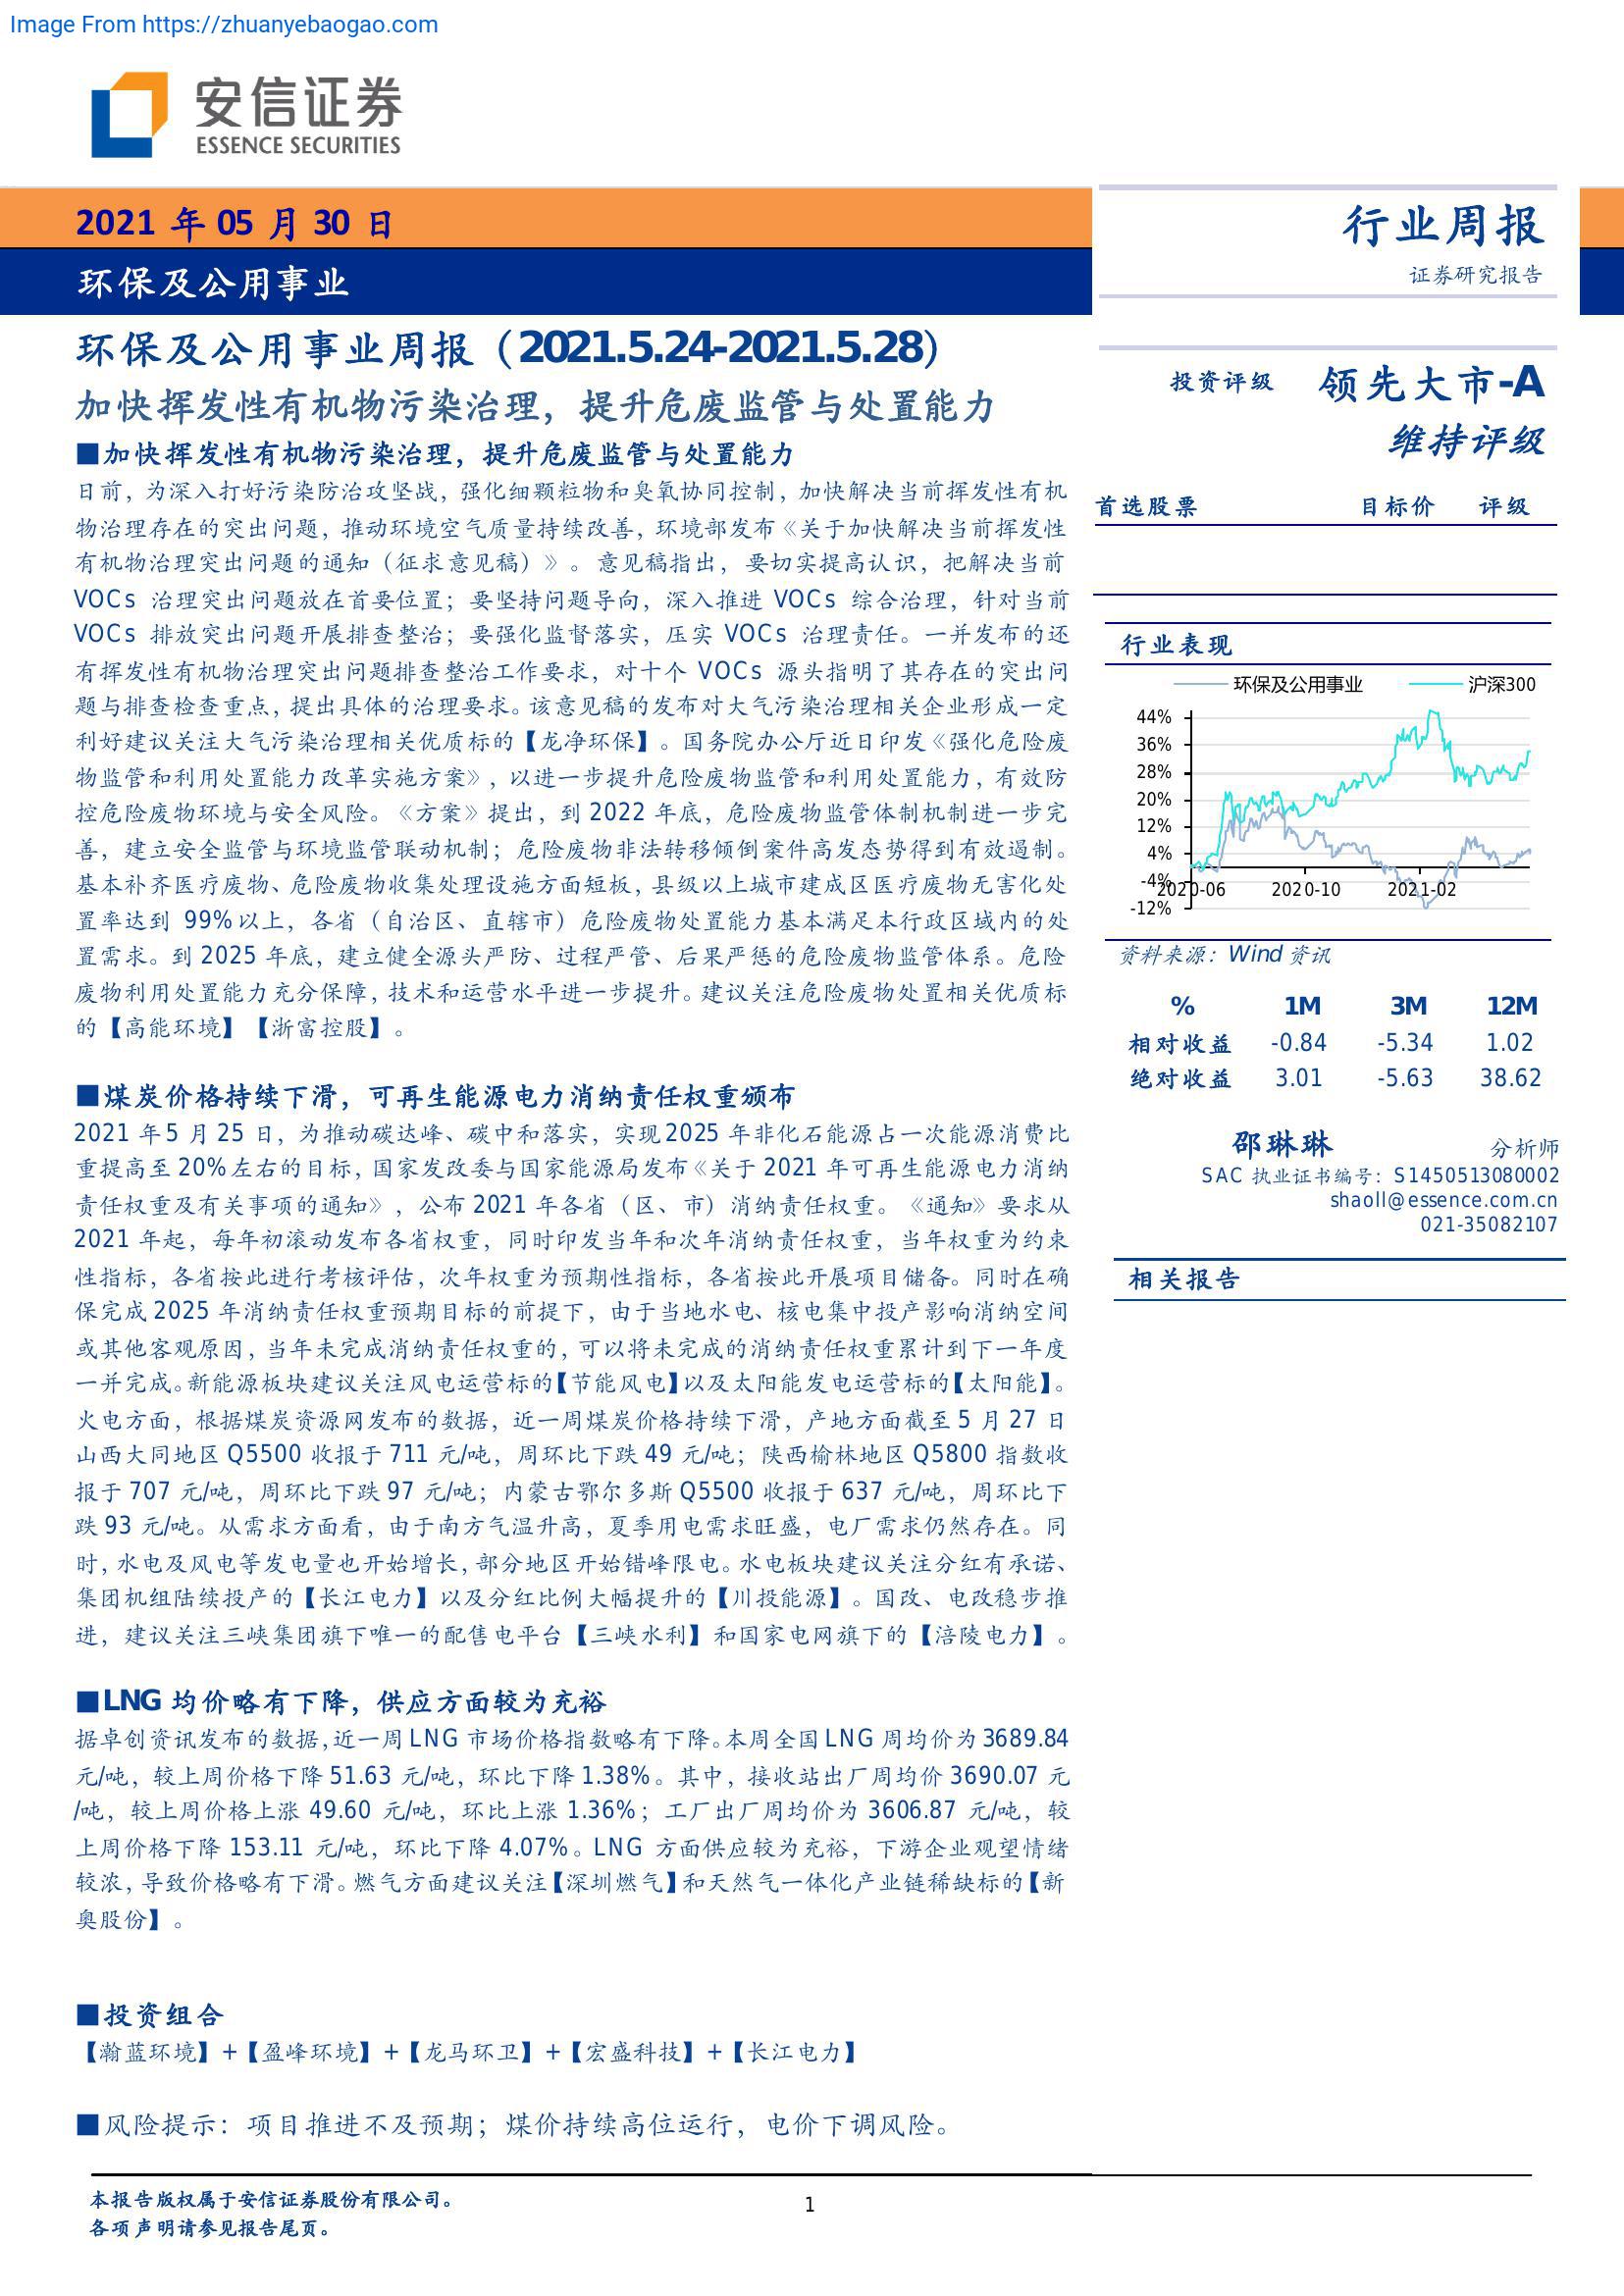 Image From https://zhuanyebaogao.com
安信证券
ESSENCE SECURITIES
2021 年 05 月 30 日
环保及公用事业
行业周报
证券研究报告
环保及公用事业周报（2021.5.24-2021.5.28）
加快挥发性有机物污染治理，提升危废监管与处置能力
■加快挥发性有机物污染治理，提升危废监管与处置能力
日前，为深入打好污染防治攻坚战，强化细颗粒物和臭氧协同控制，加快解决当前挥发性有机
物治理存在的突出问题，推动环境空气质量持续改善，环境部发布《关于加快解决当前挥发性
有机物治理突出问题的通知（征求意见稿）》。意见稿指出，要切实提高认识，把解决当前
VOCs 治理突出问题放在首要位置；要坚持问题导向，深入推进 VOCs 综合治理，针对当前
VOCs 排放突出问题开展排查整治；要强化监督落实，压实 VOCs 治理责任。一并发布的还
有挥发性有机物治理突出问题排查整治工作要求，对十个 VOCs 源头指明了其存在的突出问
题与排查检查重点，提出具体的治理要求。该意见稿的发布对大气污染治理相关企业形成一定
利好建议关注大气污染治理相关优质标的【龙净环保】。国务院办公厅近日印发《强化危险废
物监管和利用处置能力改革实施方案》，以进一步提升危险废物监管和利用处置能力，有效防
控危险废物环境与安全风险。《方案》提出，到 2022 年底，危险废物监管体制机制进一步完
善，建立安全监管与环境监管联动机制；危险废物非法转移倾倒案件高发态势得到有效遏制。
基本补齐医疗废物、危险废物收集处理设施方面短板，县级以上城市建成区医疗废物无害化处
置率达到 99%以上，各省（自治区、直辖市）危险废物处置能力基本满足本行政区域内的处
置需求。到 2025 年底，建立健全源头严防、过程严管、后果严惩的危险废物监管体系。危险
废物利用处置能力充分保障，技术和运营水平进一步提升。建议关注危险废物处置相关优质标
的【高能环境】【浙富控股】。
■煤炭价格持续下滑，可再生能源电力消纳责任权重颁布
2021 年 5 月 25 日，为推动碳达峰、碳中和落实，实现 2025 年非化石能源占一次能源消费比
重提高至 20%左右的目标，国家发改委与国家能源局发布《关于 2021 年可再生能源电力消纳
责任权重及有关事项的通知》，公布 2021 年各省（区、市）消纳责任权重。《通知》要求从
2021 年起，每年初滚动发布各省权重，同时印发当年和次年消纳责任权重，当年权重为约束
性指标，各省按此进行考核评估，次年权重为预期性指标，各省按此开展项目储备。同时在确
保完成 2025 年消纳责任权重预期目标的前提下，由于当地水电、核电集中投产影响消纳空间
或其他客观原因，当年未完成消纳责任权重的，可以将未完成的消纳责任权重累计到下一年度
一并完成。新能源板块建议关注风电运营标的【节能风电】以及太阳能发电运营标的【太阳能】。
火电方面，根据煤炭资源网发布的数据，近一周煤炭价格持续下滑，产地方面截至 5 月 27 日
山西大同地区 Q5500 收报于 711 元/吨，周环比下跌 49 元/吨；陕西榆林地区 Q5800 指数收
报于 707 元/吨，周环比下跌 97 元/吨；内蒙古鄂尔多斯 Q5500 收报于 637 元/吨，周环比下
跌 93 元/吨。从需求方面看，由于南方气温升高，夏季用电需求旺盛，电厂需求仍然存在。同
时，水电及风电等发电量也开始增长，部分地区开始错峰限电。水电板块建议关注分红有承诺、
集团机组陆续投产的【长江电力】以及分红比例大幅提升的【川投能源】。国改、电改稳步推
进，建议关注三峡集团旗下唯一的配售电平台【三峡水利】和国家电网旗下的【涪陵电力】。
■LNG 均价略有下降，供应方面较为充裕
据卓创资讯发布的数据，近一周 LNG 市场价格指数略有下降。本周全国 LNG 周均价为 3689.84
元/吨，较上周价格下降 51.63 元/吨，环比下降 1.38%。其中，接收站出厂周均价 3690.07 元
/吨，较上周价格上涨 49.60 元/吨，环比上涨 1.36%；工厂出厂周均价为 3606.87 元/吨，较
上周价格下降 153.11 元/吨，环比下降 4.07%。LNG 方面供应较为充裕，下游企业观望情绪
较浓，导致价格略有下滑。燃气方面建议关注【深圳燃气】和天然气一体化产业链稀缺标的【新
奥股份】。
■投资组合
【瀚蓝环境】+【盈峰环境】+【龙马环卫】+【宏盛科技】+【长江电力】
■风险提示：项目推进不及预期；煤价持续高位运行，电价下调风险。
投资评级 领先大市-A
维持评级
首选股票 目标价 评级
行业表现
环保及公用事业 沪深300
44%
36%
28%
20%
12%
4%
-4%
-12%
2020-06 2020-10 2021-02
资料来源：Wind 资讯
% 1M 3M 12M
相对收益 -0.84 -5.34 1.02
绝对收益 3.01 -5.63 38.62
邵琳琳 分析师
SAC 执业证书编号：S1450513080002
shaoll@essence.com.cn
021-35082107
相关报告
本报告版权属于安信证券股份有限公司。
各项声明请参见报告尾页。
1